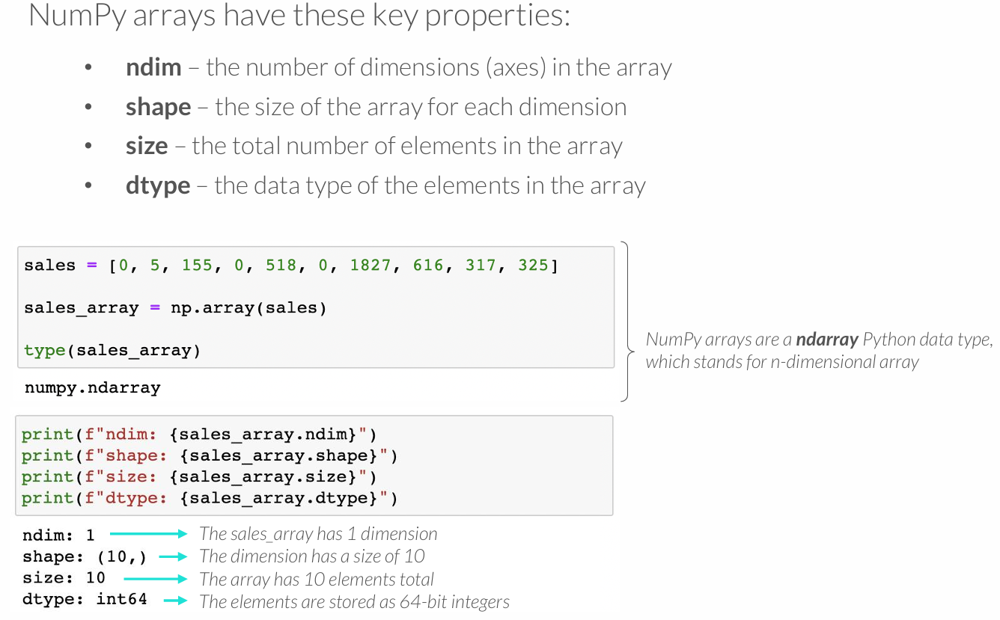 NumPy arrays have these key properties:
• ndim – the number of dimensions (axes) in the array
• shape – the size of the array for each dimension
• size – the total number of elements in the array
• dtype – the data type of the elements in the array
sales = [0, 5, 155, 0, 518, 0, 1827, 616, 317, 325]
sales_array = np.array(sales)
type(sales_array)
numpy.ndarray
NumPy arrays are a ndarray Python data type,
which stands for n-dimensional array
print(f"ndim: {sales_array.ndim}")
print(f"shape: {sales_array.shape}")
print(f"size: {sales_array.size}")
print(f"dtype: {sales_array.dtype}")
ndim: 1 The sales_array has 1 dimension
shape: (10,) The dimension has a size of 10
size: 10 The array has 10 elements total
dtype: int64 The elements are stored as 64-bit integers